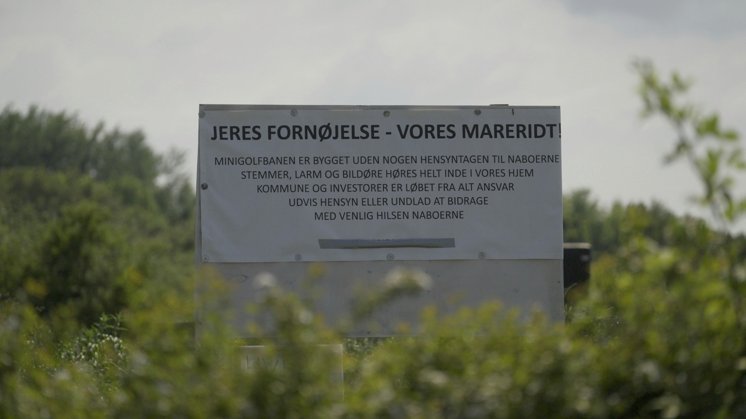 JERES FORNØJELSE - VORES MARERIDT!
MINIGOLFBANEN ER BYGGET UDEN NOGEN HENSYNTAGEN TIL NABOERNE
STEMMER, LARM OG BILDØRE HØRES HELT INDE I VORES HJEM
KOMMUNE OG INVESTORER ER LØBET FRA ALT ANSVAR
UDVIS HENSYN ELLER UNDLAD AT BIDRAGE
MED VENLIG HILSEN NABOERNE